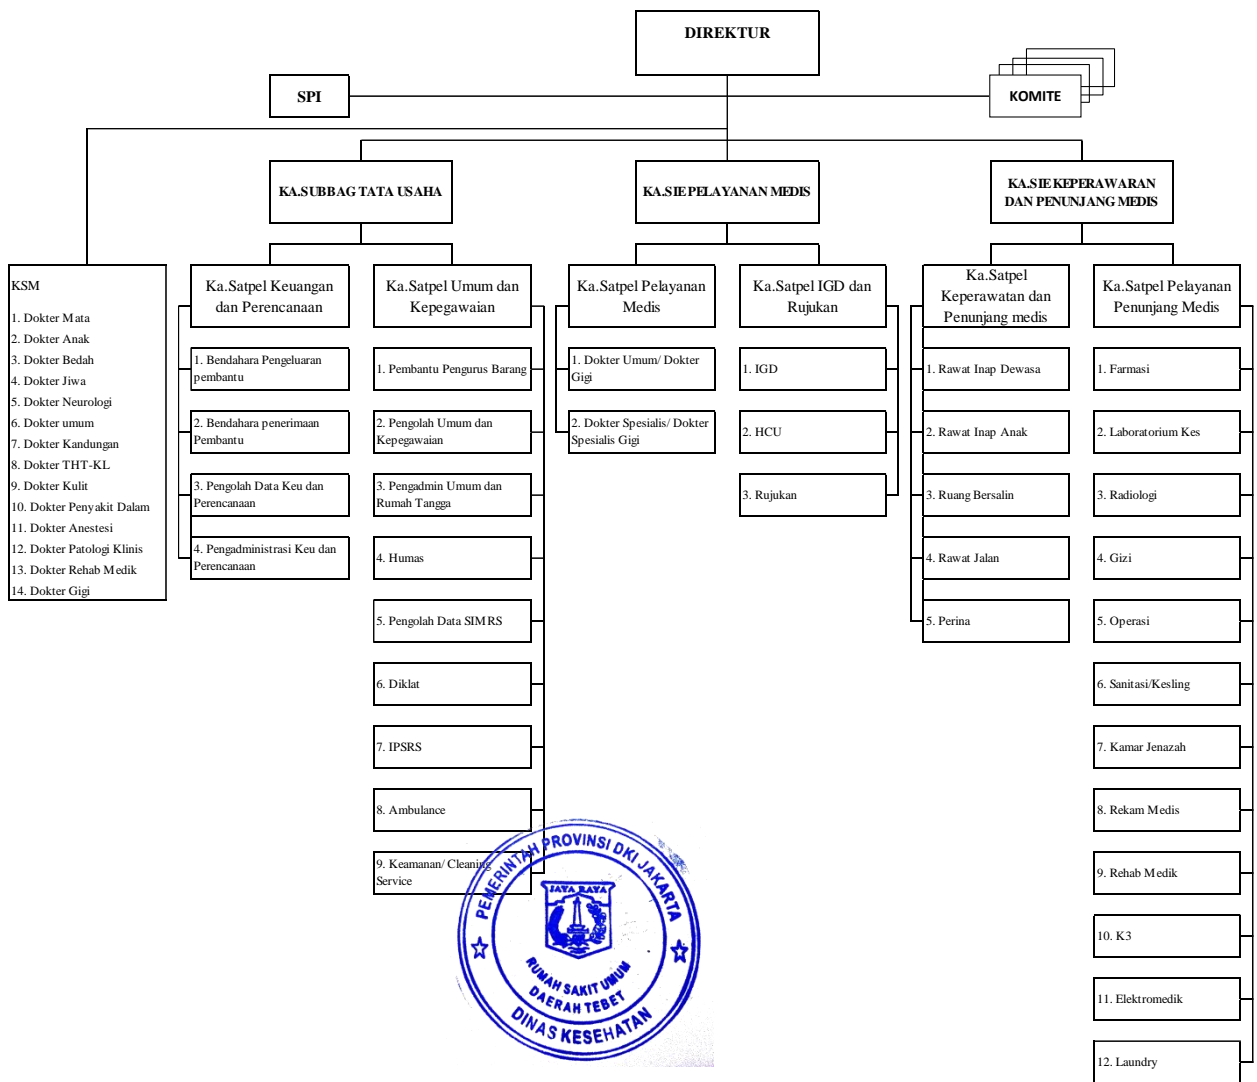 DIREKTUR
SPI
KOMITE
KA.SUBBAG TATA USAHA
KA.SIE PELAYANAN MEDIS
KA.SIE KEPERAWARAN
DAN PENUNJANG MEDIS
KSM
1. Dokter Mata
2. Dokter Anak
3. Dokter Bedah
4. Dokter Jiwa
5. Dokter Neurologi
6. Dokter umum
7. Dokter Kandungan
8. Dokter THT-KL
9. Dokter Kulit
10. Dokter Penyakit Dalam
11. Dokter Anestesi
12. Dokter Patologi Klinis
13. Dokter Rehab Medik
14. Dokter Gigi
Ka.Satpel Keuangan
dan Perencanaan
1. Bendahara Pengeluaran
pembantu
2. Bendahara penerimaan
Pembantu
3. Pengolah Data Keu dan
Perencanaan
4. Pengadministrasi Keu dan
Perencanaan
Ka.Satpel Umum dan
Kepegawaian
1. Pembantu Pengurus Barang
2. Pengolah Umum dan
Kepegawaian
3. Pengadmin Umum dan
Rumah Tangga
4. Humas
5. Pengolah Data SIMRS
6. Diklat
7. IPSRS
8. Ambulance
9. Keamanan/ Cleaning
Service
Ka.Satpel Pelayanan
Medis
1. Dokter Umum/ Dokter
Gigi
2. Dokter Spesialis/ Dokter
Spesialis Gigi
Ka.Satpel IGD dan
Rujukan
1. IGD
2. HCU
3. Rujukan
Ka.Satpel
Keperawatan dan
Penunjang medis
1. Rawat Inap Dewasa
2. Rawat Inap Anak
3. Ruang Bersalin
4. Rawat Jalan
5. Perina
Ka.Satpel Pelayanan
Penunjang Medis
1. Farmasi
2. Laboratorium Kes
3. Radiologi
4. Gizi
5. Operasi
6. Sanitasi/Kesling
7. Kamar Jenazah
8. Rekam Medis
9. Rehab Medik
10. K3
11. Elektromedik
12. Laundry
PEMERINTAH PROVINSI DKI JAKARTA
JAYA RAYA
RUMAH SAKIT UMUM
DAERAH TEBET
DINAS KESEHATAN